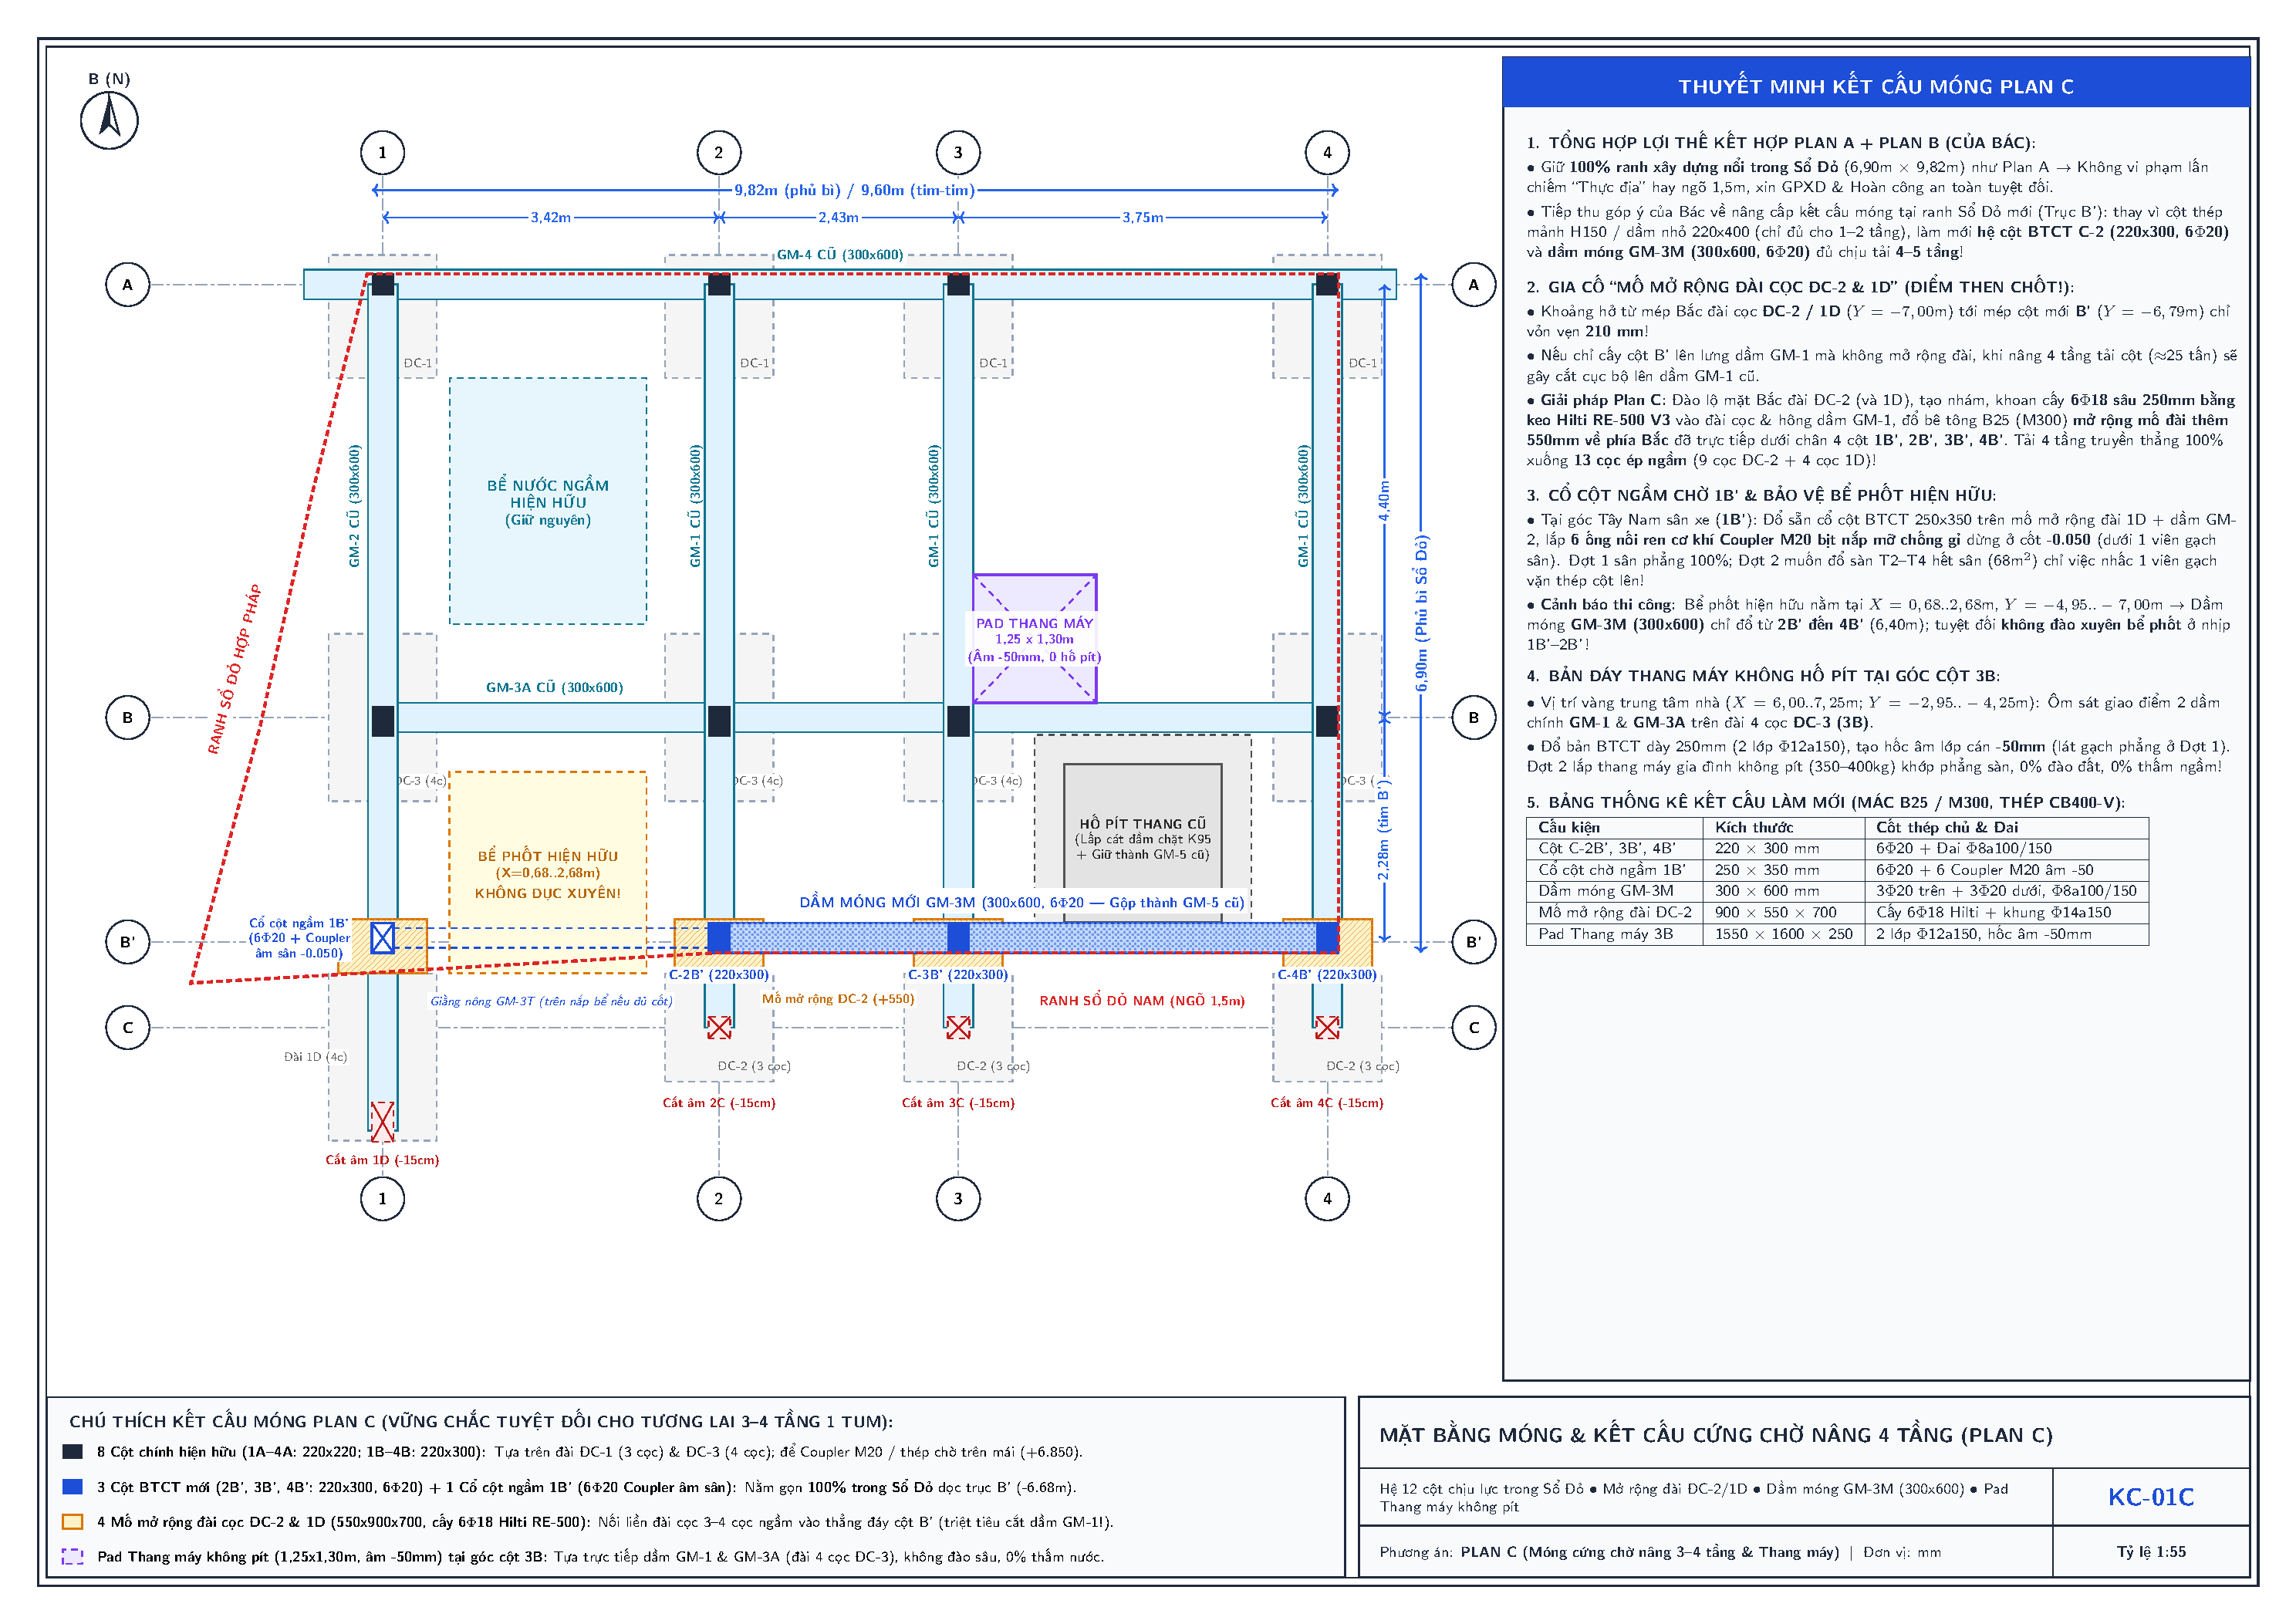 B (N)
1
2
3
4
9,82m (phủ bì) / 9,60m (tim-tim)
3,42m
2,43m
3,75m
GM-4 CŨ (300x600)
A
A
ĐC-1
ĐC-1
ĐC-1
ĐC-1
GM-2 CŨ (300x600)
GM-1 CŨ (300x600)
GM-1 CŨ (300x600)
GM-1 CŨ (300x600)
4,40m
6,90m (Phủ bì Sổ Đỏ)
BỂ NƯỚC NGẦM
HIỆN HỮU
(Giữ nguyên)
RANH SỔ ĐỎ HỢP PHÁP
PAD THANG MÁY
1,25 x 1,30m
(Âm -50mm, 0 hố pít)
GM-3A CŨ (300x600)
B
B
ĐC-3 (4c)
ĐC-3 (4c)
ĐC-3 (4c)
ĐC-3 (
2,28m (tim B')
HỐ PÍT THANG CŨ
(Lấp cát đầm chặt K95
+ Giữ thành GM-5 cũ)
BỂ PHỐT HIỆN HỮU
(X=0,68..2,68m)
KHÔNG ĐỤC XUYÊN!
DẦM MÓNG MỚI GM-3M (300x600, 6Φ20 — Gộp thành GM-5 cũ)
Cổ cột ngầm 1B'
(6Φ20 + Coupler
âm sân -0.050)
B'
B'
C-2B' (220x300)
C-3B' (220x300)
C-4B' (220x300)
Giằng nông GM-3T (trên nắp bể nếu đủ cốt)
Mố mở rộng ĐC-2 (+550)
RANH SỔ ĐỎ NAM (NGÕ 1,5m)
C
C
Đài 1D (4c)
ĐC-2 (3 cọc)
ĐC-2 (3 cọc)
ĐC-2 (3 cọc)
Cắt âm 2C (-15cm)
Cắt âm 3C (-15cm)
Cắt âm 4C (-15cm)
Cắt âm 1D (-15cm)
1
2
3
4
THUYẾT MINH KẾT CẤU MÓNG PLAN C
1. TỔNG HỢP LỢI THẾ KẾT HỢP PLAN A + PLAN B (CỦA BÁC):
• Giữ 100% ranh xây dựng nổi trong Sổ Đỏ (6,90m × 9,82m) như Plan A → Không vi phạm lấn
chiếm “Thực địa” hay ngõ 1,5m, xin GPXD & Hoàn công an toàn tuyệt đối.
• Tiếp thu góp ý của Bác về nâng cấp kết cấu móng tại ranh Sổ Đỏ mới (Trục B'): thay vì cột thép
mảnh H150 / dầm nhỏ 220x400 (chỉ đủ cho 1–2 tầng), làm mới hệ cột BTCT C-2 (220x300, 6Φ20)
và dầm móng GM-3M (300x600, 6Φ20) đủ chịu tải 4–5 tầng!
2. GIA CỐ “MỐ MỞ RỘNG ĐÀI CỌC ĐC-2 & 1D” (ĐIỂM THEN CHỐT!):
• Khoảng hở từ mép Bắc đài cọc ĐC-2 / 1D (Y = −7, 00m) tới mép cột mới B' (Y = −6, 79m) chỉ
vỏn vẹn 210 mm!
• Nếu chỉ cấy cột B' lên lưng dầm GM-1 mà không mở rộng đài, khi nâng 4 tầng tải cột (≈25 tấn) sẽ
gây cắt cục bộ lên dầm GM-1 cũ.
• Giải pháp Plan C: Đào lộ mặt Bắc đài ĐC-2 (và 1D), tạo nhám, khoan cấy 6Φ18 sâu 250mm bằng
keo Hilti RE-500 V3 vào đài cọc & hông dầm GM-1, đổ bê tông B25 (M300) mở rộng mố đài thêm
550mm về phía Bắc đỡ trực tiếp dưới chân 4 cột 1B', 2B', 3B', 4B'. Tải 4 tầng truyền thẳng 100%
xuống 13 cọc ép ngầm (9 cọc ĐC-2 + 4 cọc 1D)!
3. CỔ CỘT NGẦM CHỜ 1B' & BẢO VỆ BỂ PHỐT HIỆN HỮU:
• Tại góc Tây Nam sân xe (1B'): Đổ sẵn cổ cột BTCT 250x350 trên mố mở rộng đài 1D + dầm GM-
2, lắp 6 ống nối ren cơ khí Coupler M20 bịt nắp mỡ chống gỉ dừng ở cốt -0.050 (dưới 1 viên gạch
sân). Đợt 1 sân phẳng 100%; Đợt 2 muốn đổ sàn T2–T4 hết sân (68m²) chỉ việc nhấc 1 viên gạch
vặn thép cột lên!
• Cảnh báo thi công: Bể phốt hiện hữu nằm tại X = 0, 68..2, 68m, Y = −4, 95.. − 7, 00m → Dầm
móng GM-3M (300x600) chỉ đổ từ 2B' đến 4B' (6,40m); tuyệt đối không đào xuyên bể phốt ở nhịp
1B'–2B'!
4. BẢN ĐÁY THANG MÁY KHÔNG HỐ PÍT TẠI GÓC CỘT 3B:
• Vị trí vàng trung tâm nhà (X = 6, 00..7, 25m; Y = −2, 95.. − 4, 25m): Ôm sát giao điểm 2 dầm
chính GM-1 & GM-3A trên đài 4 cọc ĐC-3 (3B).
• Đổ bản BTCT dày 250mm (2 lớp Φ12a150), tạo hốc âm lớp cán -50mm (lát gạch phẳng ở Đợt 1).
Đợt 2 lắp thang máy gia đình không pít (350–400kg) khớp phẳng sàn, 0% đào đất, 0% thấm ngầm!
5. BẢNG THỐNG KÊ KẾT CẤU LÀM MỚI (MÁC B25 / M300, THÉP CB400-V):
Cấu kiện Kích thước Cốt thép chủ & Đai
Cột C-2B', 3B', 4B' 220 × 300 mm 6Φ20 + Đai Φ8a100/150
Cổ cột chờ ngầm 1B' 250 × 350 mm 6Φ20 + 6 Coupler M20 âm -50
Dầm móng GM-3M 300 × 600 mm 3Φ20 trên + 3Φ20 dưới, Φ8a100/150
Mố mở rộng đài ĐC-2 900 × 550 × 700 Cấy 6Φ18 Hilti + khung Φ14a150
Pad Thang máy 3B 1550 × 1600 × 250 2 lớp Φ12a150, hốc âm -50mm
CHÚ THÍCH KẾT CẤU MÓNG PLAN C (VỮNG CHẮC TUYỆT ĐỐI CHO TƯƠNG LAI 3–4 TẦNG 1 TUM):
8 Cột chính hiện hữu (1A–4A: 220x220; 1B–4B: 220x300): Tựa trên đài ĐC-1 (3 cọc) & ĐC-3 (4 cọc); để Coupler M20 / thép chờ trên mái (+6.850).
3 Cột BTCT mới (2B', 3B', 4B': 220x300, 6Φ20) + 1 Cổ cột ngầm 1B' (6Φ20 Coupler âm sân): Nằm gọn 100% trong Sổ Đỏ dọc trục B' (-6.68m).
4 Mố mở rộng đài cọc ĐC-2 & 1D (550x900x700, cấy 6Φ18 Hilti RE-500): Nối liền đài cọc 3–4 cọc ngầm vào thẳng đáy cột B' (triệt tiêu cắt dầm GM-1!).
Pad Thang máy không pít (1,25x1,30m, âm -50mm) tại góc cột 3B: Tựa trực tiếp dầm GM-1 & GM-3A (đài 4 cọc ĐC-3), không đào sâu, 0% thấm nước.
MẶT BẰNG MÓNG & KẾT CẤU CỨNG CHỜ NÂNG 4 TẦNG (PLAN C)
Hệ 12 cột chịu lực trong Sổ Đỏ • Mở rộng đài ĐC-2/1D • Dầm móng GM-3M (300x600) • Pad
Thang máy không pít
KC-01C
Phương án: PLAN C (Móng cứng chờ nâng 3–4 tầng & Thang máy) | Đơn vị: mm
Tỷ lệ 1:55